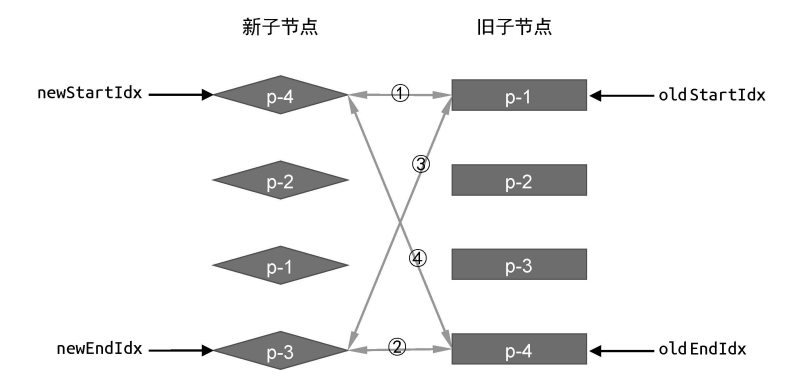 新子节点 旧子节点
newStartIdx p-4 ① p-1 oldStartIdx
③
p-2 p-2
④
p-1 p-3
newEndIdx p-3 ② p-4 oldEndIdx